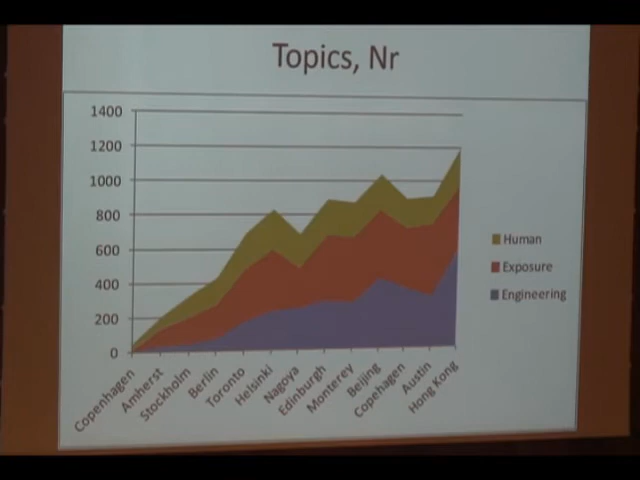 Topics, Nr
1400
1200
1000
800
600
400
200
0
Human
Exposure
Engineering
Copenhagen
Amherst
Stockholm
Berlin
Toronto
Helsinki
Nagoya
Edinburgh
Monterey
Beijing
Copehagen
Austin
Hong Kong